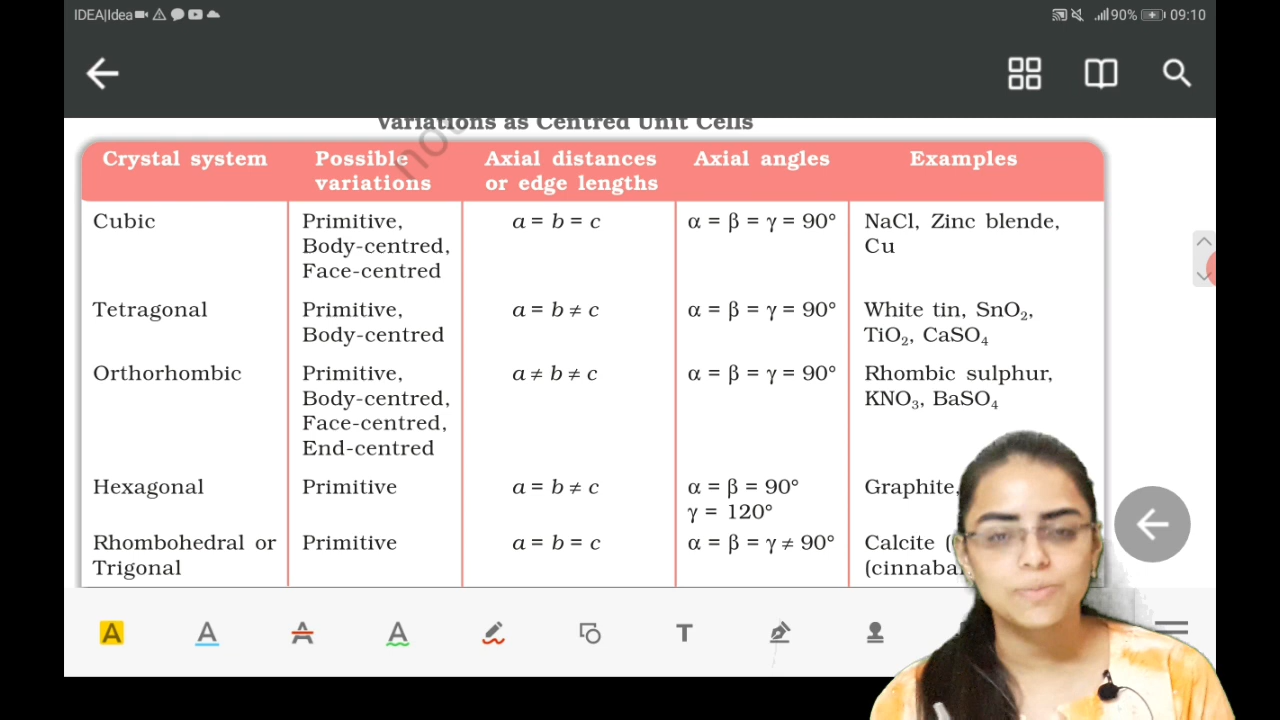 IDEA|Idea 90% 09:10
Variations as Centred Unit Cells
Crystal system Possible variations Axial distances or edge lengths Axial angles Examples
Cubic Primitive, Body-centred, Face-centred a = b = c α = β = γ = 90° NaCl, Zinc blende, Cu
Tetragonal Primitive, Body-centred a = b ≠ c α = β = γ = 90° White tin, SnO₂, TiO₂, CaSO₄
Orthorhombic Primitive, Body-centred, Face-centred, End-centred a ≠ b ≠ c α = β = γ = 90° Rhombic sulphur, KNO₃, BaSO₄
Hexagonal Primitive a = b ≠ c α = β = 90° γ = 120° Graphite,
Rhombohedral or Trigonal Primitive a = b = c α = β = γ ≠ 90° Calcite (
A A A A T